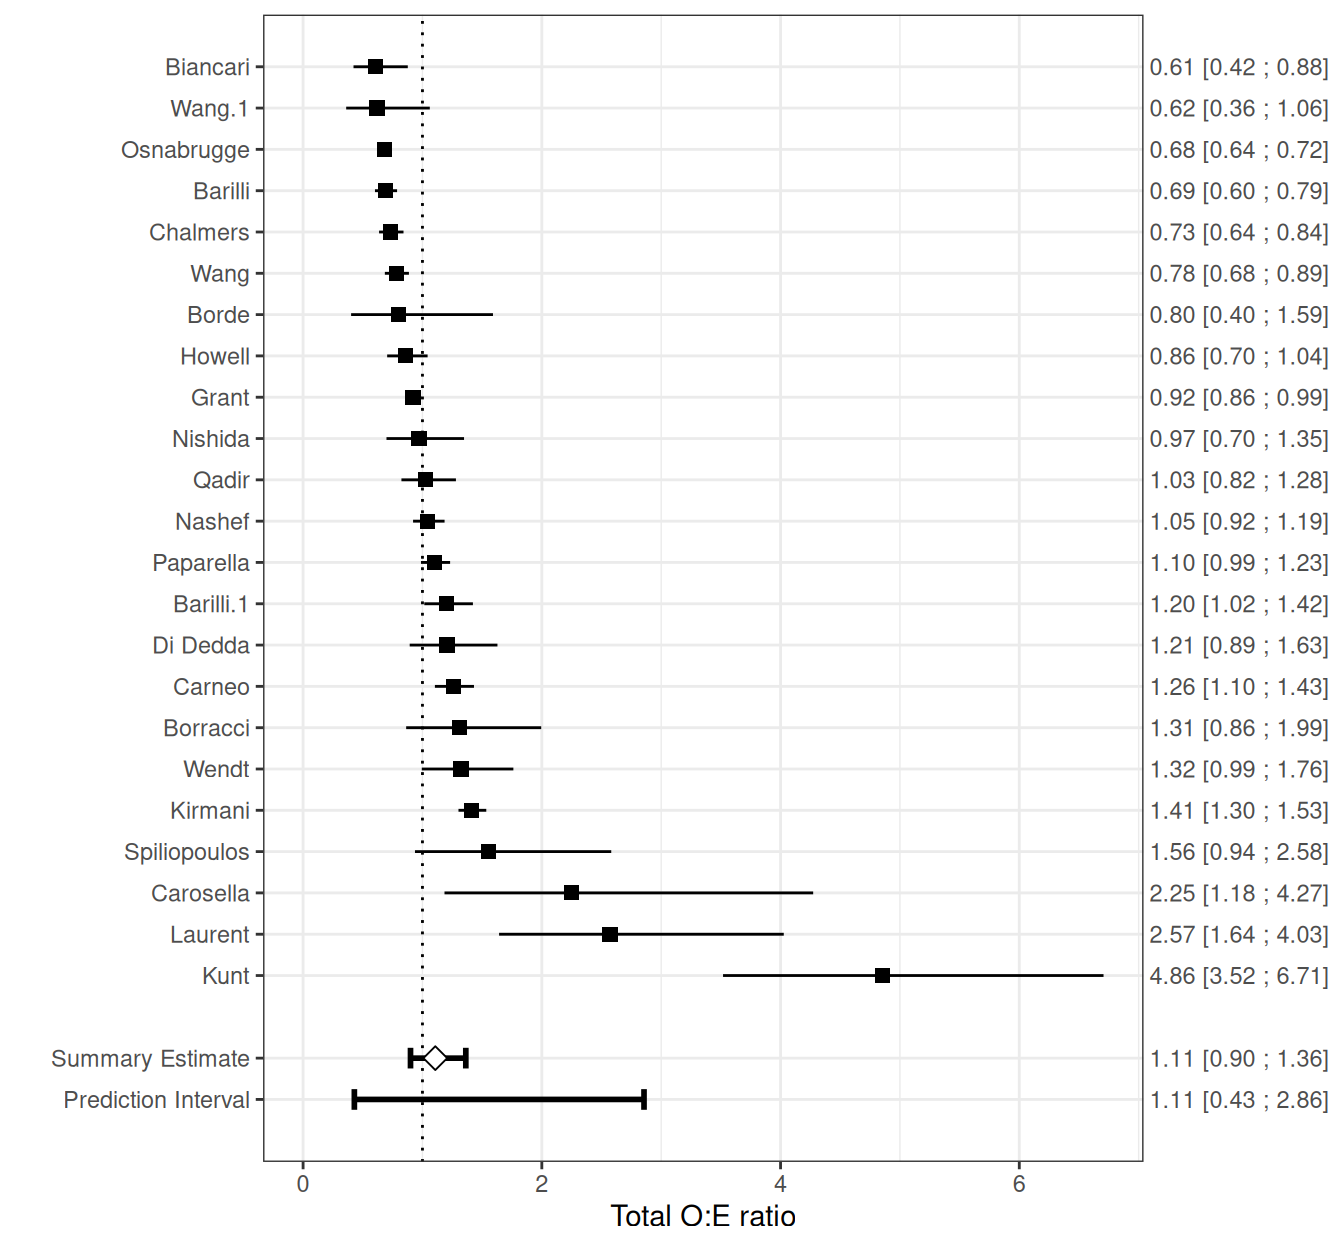 Biancari 0.61 [0.42 ; 0.88]
Wang.1 0.62 [0.36 ; 1.06]
Osnabrugge 0.68 [0.64 ; 0.72]
Barilli 0.69 [0.60 ; 0.79]
Chalmers 0.73 [0.64 ; 0.84]
Wang 0.78 [0.68 ; 0.89]
Borde 0.80 [0.40 ; 1.59]
Howell 0.86 [0.70 ; 1.04]
Grant 0.92 [0.86 ; 0.99]
Nishida 0.97 [0.70 ; 1.35]
Qadir 1.03 [0.82 ; 1.28]
Nashef 1.05 [0.92 ; 1.19]
Paparella 1.10 [0.99 ; 1.23]
Barilli.1 1.20 [1.02 ; 1.42]
Di Dedda 1.21 [0.89 ; 1.63]
Carneo 1.26 [1.10 ; 1.43]
Borracci 1.31 [0.86 ; 1.99]
Wendt 1.32 [0.99 ; 1.76]
Kirmani 1.41 [1.30 ; 1.53]
Spiliopoulos 1.56 [0.94 ; 2.58]
Carosella 2.25 [1.18 ; 4.27]
Laurent 2.57 [1.64 ; 4.03]
Kunt 4.86 [3.52 ; 6.71]
Summary Estimate 1.11 [0.90 ; 1.36]
Prediction Interval 1.11 [0.43 ; 2.86]
0 2 4 6
Total O:E ratio